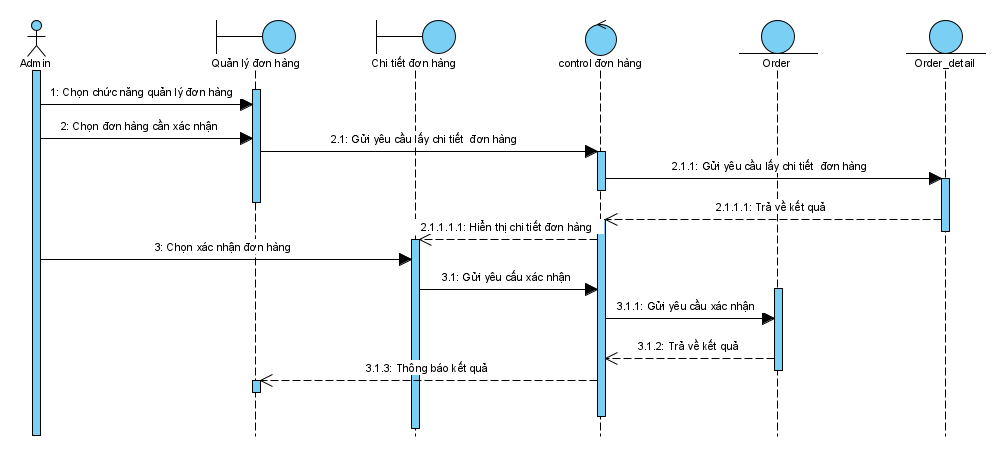 Admin
Quản lý đơn hàng
Chi tiết đơn hàng
control đơn hàng
Order
Order_detail
1: Chọn chức năng quản lý đơn hàng
2: Chọn đơn hàng cần xác nhận
2.1: Gửi yêu cầu lấy chi tiết đơn hàng
2.1.1: Gửi yêu cầu lấy chi tiết đơn hàng
2.1.1.1: Trả về kết quả
2.1.1.1.1: Hiển thị chi tiết đơn hàng
3: Chọn xác nhận đơn hàng
3.1: Gửi yêu cấu xác nhận
3.1.1: Gửi yêu cầu xác nhận
3.1.2: Trả về kết quả
3.1.3: Thông báo kết quả